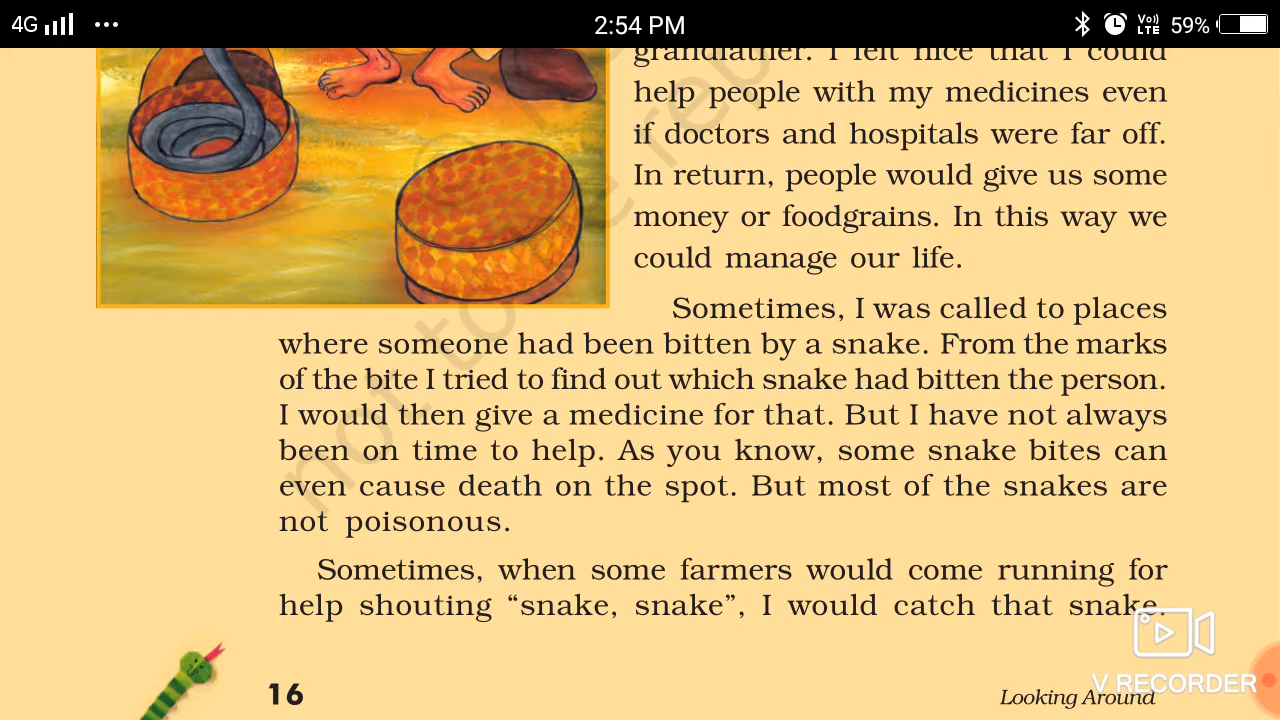 4G
2:54 PM
Vo))
LTE
59%
grandfather. I felt nice that I could
help people with my medicines even
if doctors and hospitals were far off.
In return, people would give us some
money or foodgrains. In this way we
could manage our life.
Sometimes, I was called to places
where someone had been bitten by a snake. From the marks
of the bite I tried to find out which snake had bitten the person.
I would then give a medicine for that. But I have not always
been on time to help. As you know, some snake bites can
even cause death on the spot. But most of the snakes are
not poisonous.
Sometimes, when some farmers would come running for
help shouting “snake, snake”, I would catch that snake.
not to be rep
V RECORDER
16
Looking Around